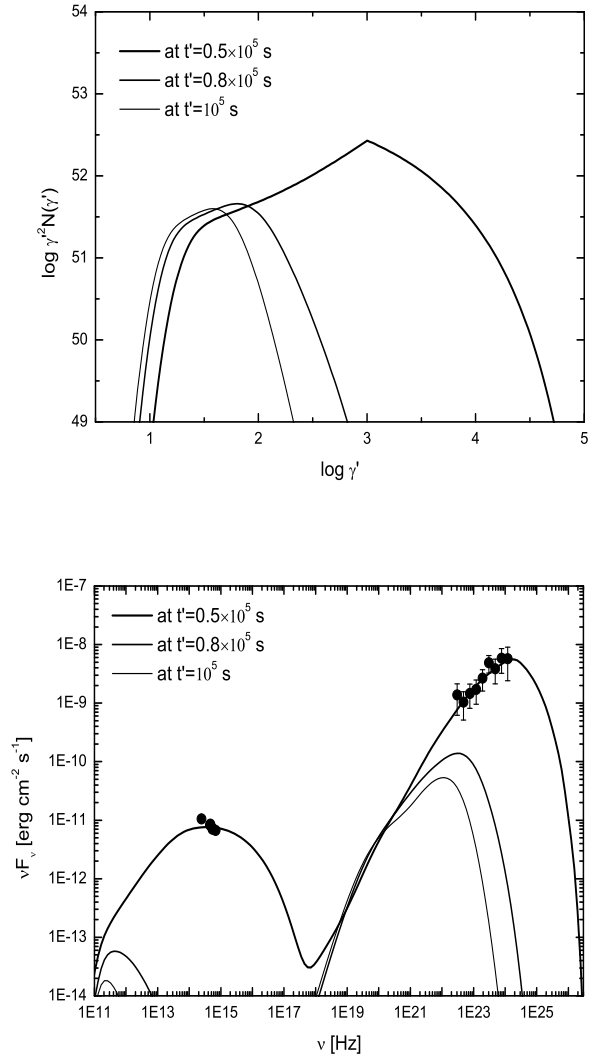 54
53
52
51
50
49
at t'=0.5×10⁵ s
at t'=0.8×10⁵ s
at t'=10⁵ s
log γ'²N(γ')
1 2 3 4 5
log γ'
1E-7
1E-8
1E-9
1E-10
1E-11
1E-12
1E-13
1E-14
at t'=0.5×10⁵ s
at t'=0.8×10⁵ s
at t'=10⁵ s
νFᵥ [erg cm⁻² s⁻¹]
1E11 1E13 1E15 1E17 1E19 1E21 1E23 1E25
ν [Hz]